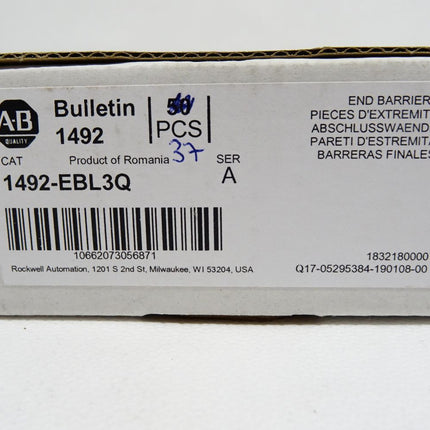 AB
QUALITY
Bulletin
1492
50
PCS
37
CAT
Product of Romania
SER
A
1492-EBL3Q
10662073056871
Rockwell Automation, 1201 S 2nd St, Milwaukee, WI 53204, USA
END BARRIER
PIECES D'EXTREMIT
ABSCHLUSSWAEND
PARETI D'ESTREMITA
BARRERAS FINALES
1832180000
Q17-05295384-190108-00